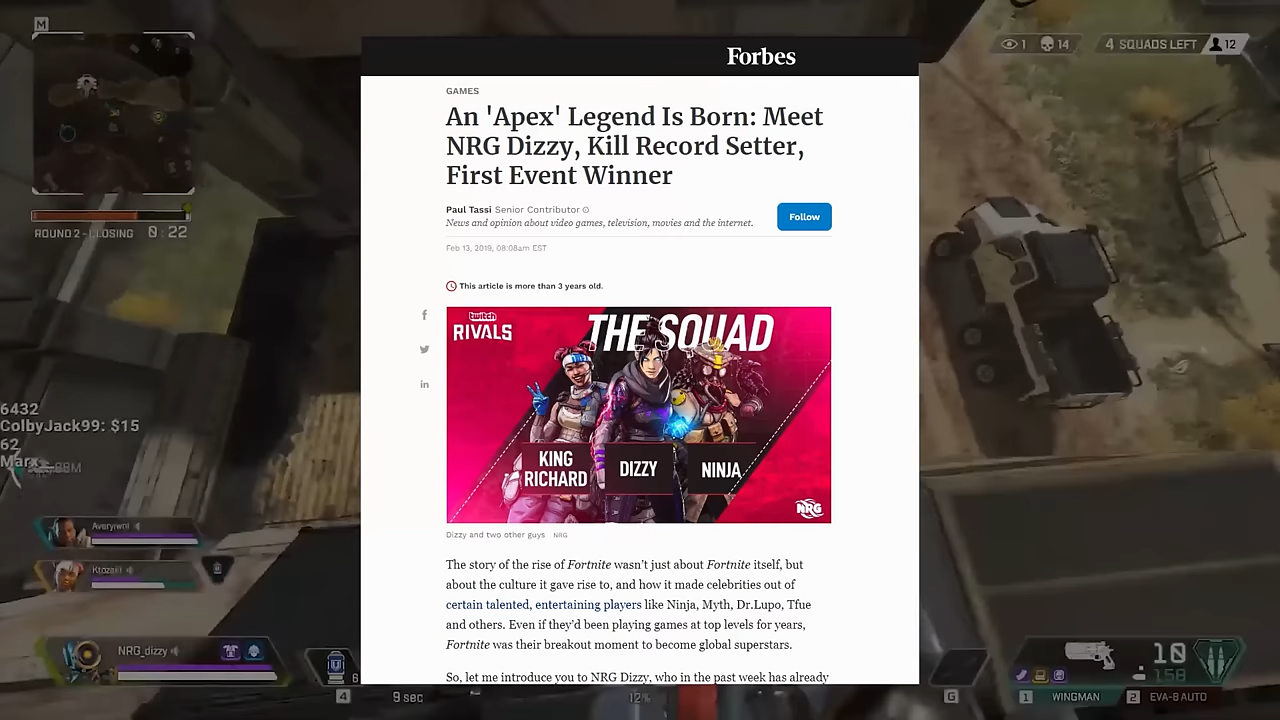 M
1
14
4 SQUADS LEFT
12
ROUND 2 - CLOSING 0:22
6432
ColbyJack99: $15
62
Marx
88M
Averyiwnl
Ktozaiil
NRG_dizzy
6
4
9 sec
12%
G
10
158
1 WINGMAN 2 EVA-8 AUTO
Forbes
GAMES
An 'Apex' Legend Is Born: Meet
NRG Dizzy, Kill Record Setter,
First Event Winner
Paul Tassi Senior Contributor
News and opinion about video games, television, movies and the internet.
Follow
Feb 13, 2019, 08:08am EST
This article is more than 3 years old.
twitch
RIVALS
THE SQUAD
KING
RICHARD
DIZZY
NINJA
NRG
Dizzy and two other guys NRG
The story of the rise of Fortnite wasn't just about Fortnite itself, but
about the culture it gave rise to, and how it made celebrities out of
certain talented, entertaining players like Ninja, Myth, Dr.Lupo, Tfue
and others. Even if they'd been playing games at top levels for years,
Fortnite was their breakout moment to become global superstars.
So, let me introduce you to NRG Dizzy, who in the past week has already